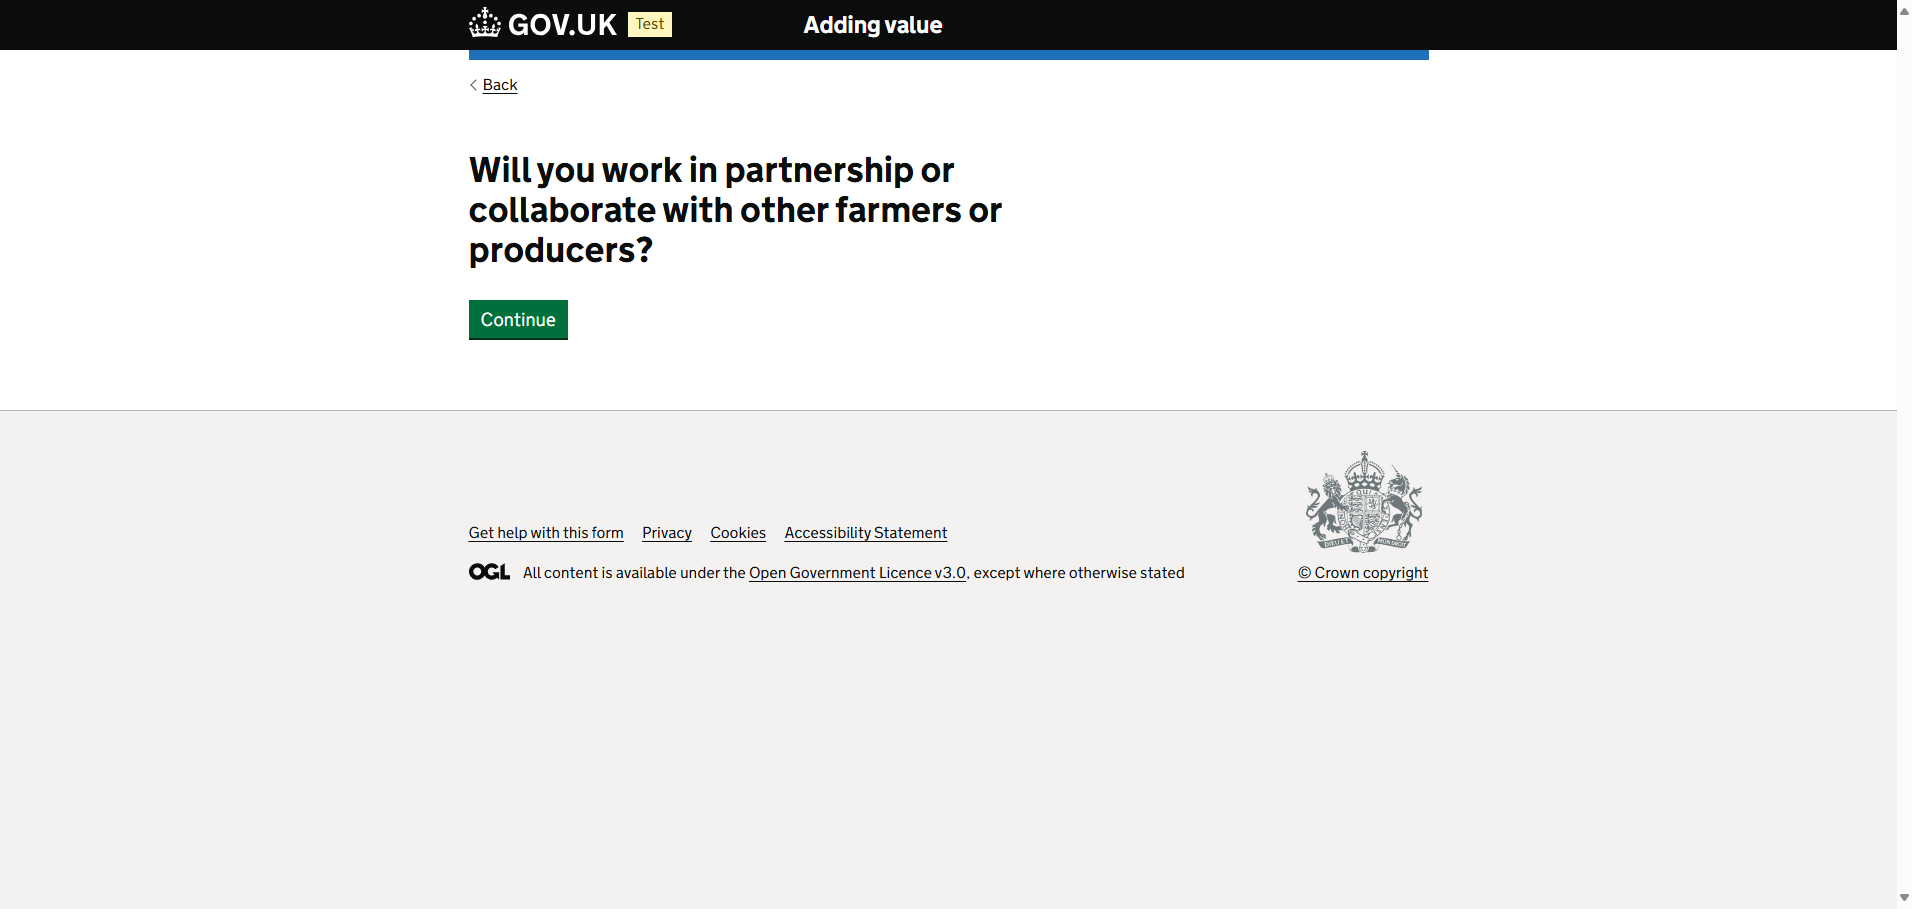 GOV.UK Test Adding value
Back
Will you work in partnership or
collaborate with other farmers or
producers?
Continue
Get help with this form Privacy Cookies Accessibility Statement
OGL All content is available under the Open Government Licence v3.0, except where otherwise stated
© Crown copyright